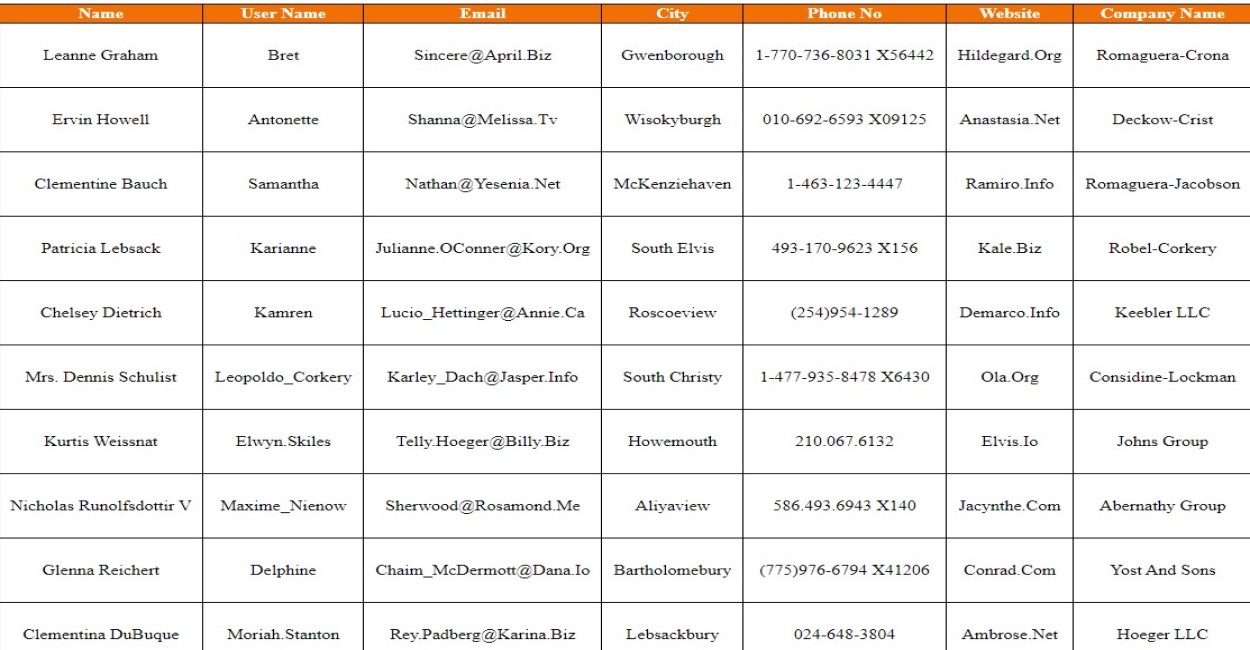 Name User Name Email City Phone No Website Company Name
Leanne Graham Bret Sincere@April.Biz Gwenborough 1-770-736-8031 X56442 Hildegard.Org Romaguera-Crona
Ervin Howell Antonette Shanna@Melissa.Tv Wisokyburgh 010-692-6593 X09125 Anastasia.Net Deckow-Crist
Clementine Bauch Samantha Nathan@Yesenia.Net McKenziehaven 1-463-123-4447 Ramiro.Info Romaguera-Jacobson
Patricia Lebsack Karianne Julianne.OConner@Kory.Org South Elvis 493-170-9623 X156 Kale.Biz Robel-Corkery
Chelsey Dietrich Kamren Lucio_Hettinger@Annie.Ca Roscoeview (254)954-1289 Demarco.Info Keebler LLC
Mrs. Dennis Schulist Leopoldo_Corkery Karley_Dach@Jasper.Info South Christy 1-477-935-8478 X6430 Ola.Org Considine-Lockman
Kurtis Weissnat Elwyn.Skiles Telly.Hoeger@Billy.Biz Howemouth 210.067.6132 Elvis.Io Johns Group
Nicholas Runolfsdottir V Maxime_Nienow Sherwood@Rosamond.Me Aliyaview 586.493.6943 X140 Jacynthe.Com Abernathy Group
Glenna Reichert Delphine Chaim_McDermott@Dana.Io Bartholomebury (775)976-6794 X41206 Conrad.Com Yost And Sons
Clementina DuBuque Moriah.Stanton Rey.Padberg@Karina.Biz Lebsackbury 024-648-3804 Ambrose.Net Hoeger LLC